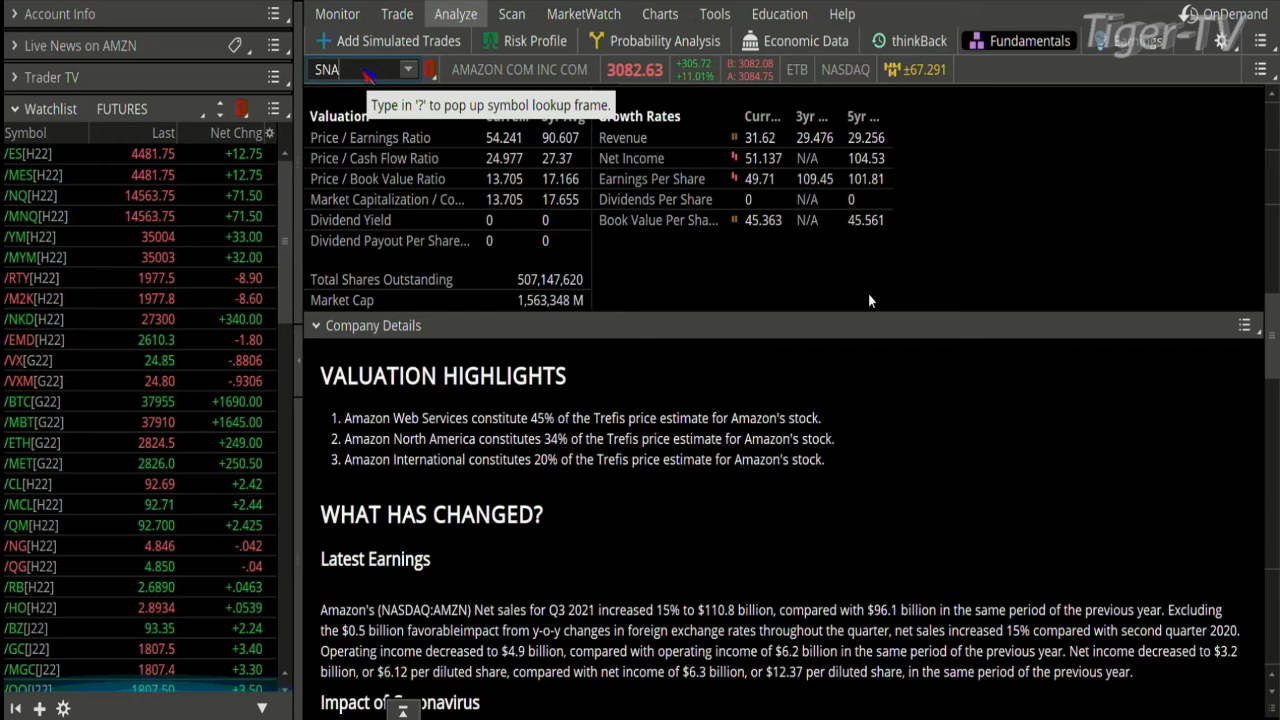 Account Info
Monitor Trade Analyze Scan MarketWatch Charts Tools Education Help
OnDemand
Tiger-TV
Live News on AMZN
Add Simulated Trades Risk Profile Probability Analysis Economic Data thinkBack Fundamentals
Trader TV
SNA
AMAZON COM INC COM 3082.63 +305.72 +11.01% B: 3082.08 A: 3084.75 ETB NASDAQ ±67.291
Type in '?' to pop up symbol lookup frame.
Watchlist FUTURES
Symbol Last Net Chng
/ES[H22] 4481.75 +12.75
/MES[H22] 4481.75 +12.75
/NQ[H22] 14563.75 +71.50
/MNQ[H22] 14563.75 +71.50
/YM[H22] 35004 +33.00
/MYM[H22] 35003 +32.00
/RTY[H22] 1977.5 -8.90
/M2K[H22] 1977.8 -8.60
/NKD[H22] 27300 +340.00
/EMD[H22] 2610.3 -1.80
/VX[G22] 24.85 -.8806
/VXM[G22] 24.80 -.9306
/BTC[G22] 37955 +1690.00
/MBT[G22] 37910 +1645.00
/ETH[G22] 2824.5 +249.00
/MET[G22] 2826.0 +250.50
/CL[H22] 92.69 +2.42
/MCL[H22] 92.71 +2.44
/QM[H22] 92.700 +2.425
/NG[H22] 4.846 -.042
/QG[H22] 4.850 -.04
/RB[H22] 2.6890 +.0463
/HO[H22] 2.8934 +.0539
/BZ[J22] 93.35 +2.24
/GC[J22] 1807.5 +3.40
/MGC[J22] 1807.4 +3.30
/QO[J22] 1807.50 +3.50
Valuation Curre... 5yr Avg
Price / Earnings Ratio 54.241 90.607
Price / Cash Flow Ratio 24.977 27.37
Price / Book Value Ratio 13.705 17.166
Market Capitalization / Co... 13.705 17.655
Dividend Yield 0 0
Dividend Payout Per Share... 0 0
Total Shares Outstanding 507,147,620
Market Cap 1,563,348 M
Growth Rates Curr... 3yr ... 5yr ...
Revenue 31.62 29.476 29.256
Net Income 51.137 N/A 104.53
Earnings Per Share 49.71 109.45 101.81
Dividends Per Share 0 N/A 0
Book Value Per Sha... 45.363 N/A 45.561
Company Details
VALUATION HIGHLIGHTS
1. Amazon Web Services constitute 45% of the Trefis price estimate for Amazon's stock.
2. Amazon North America constitutes 34% of the Trefis price estimate for Amazon's stock.
3. Amazon International constitutes 20% of the Trefis price estimate for Amazon's stock.
WHAT HAS CHANGED?
Latest Earnings
Amazon's (NASDAQ:AMZN) Net sales for Q3 2021 increased 15% to $110.8 billion, compared with $96.1 billion in the same period of the previous year. Excluding
the $0.5 billion favorableimpact from y-o-y changes in foreign exchange rates throughout the quarter, net sales increased 15% compared with second quarter 2020.
Operating income decreased to $4.9 billion, compared with operating income of $6.2 billion in the same period of the previous year. Net income decreased to $3.2
billion, or $6.12 per diluted share, compared with net income of $6.3 billion, or $12.37 per diluted share, in the same period of the previous year.
Impact of Coronavirus